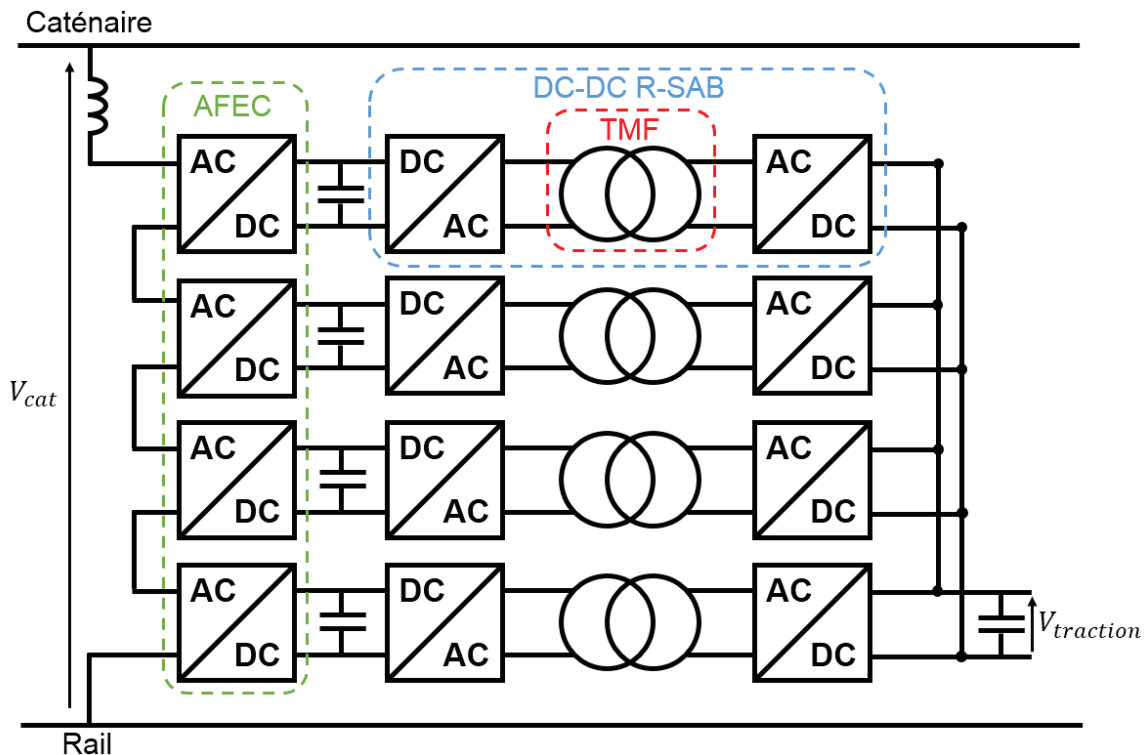 Caténaire
DC-DC R-SAB
AFEC
TMF
AC
DC
DC
AC
AC
DC
AC
DC
DC
AC
AC
DC
V_cat
AC
DC
DC
AC
AC
DC
AC
DC
DC
AC
AC
DC
V_traction
Rail